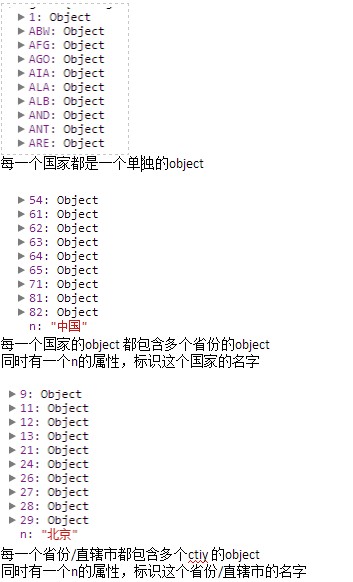 ▶ 1: Object
▶ ABW: Object
▶ AFG: Object
▶ AGO: Object
▶ AIA: Object
▶ ALA: Object
▶ ALB: Object
▶ AND: Object
▶ ANT: Object
▶ ARE: Object
每一个国家都是一个单独的object
▶ 54: Object
▶ 61: Object
▶ 62: Object
▶ 63: Object
▶ 64: Object
▶ 65: Object
▶ 71: Object
▶ 81: Object
▶ 82: Object
n: "中国"
每一个国家的object 都包含多个省份的object
同时有一个n的属性，标识这个国家的名字
▶ 9: Object
▶ 11: Object
▶ 12: Object
▶ 13: Object
▶ 21: Object
▶ 24: Object
▶ 26: Object
▶ 27: Object
▶ 28: Object
▶ 29: Object
n: "北京"
每一个省份/直辖市都包含多个ctiy 的object
同时有一个n的属性，标识这个省份/直辖市的名字